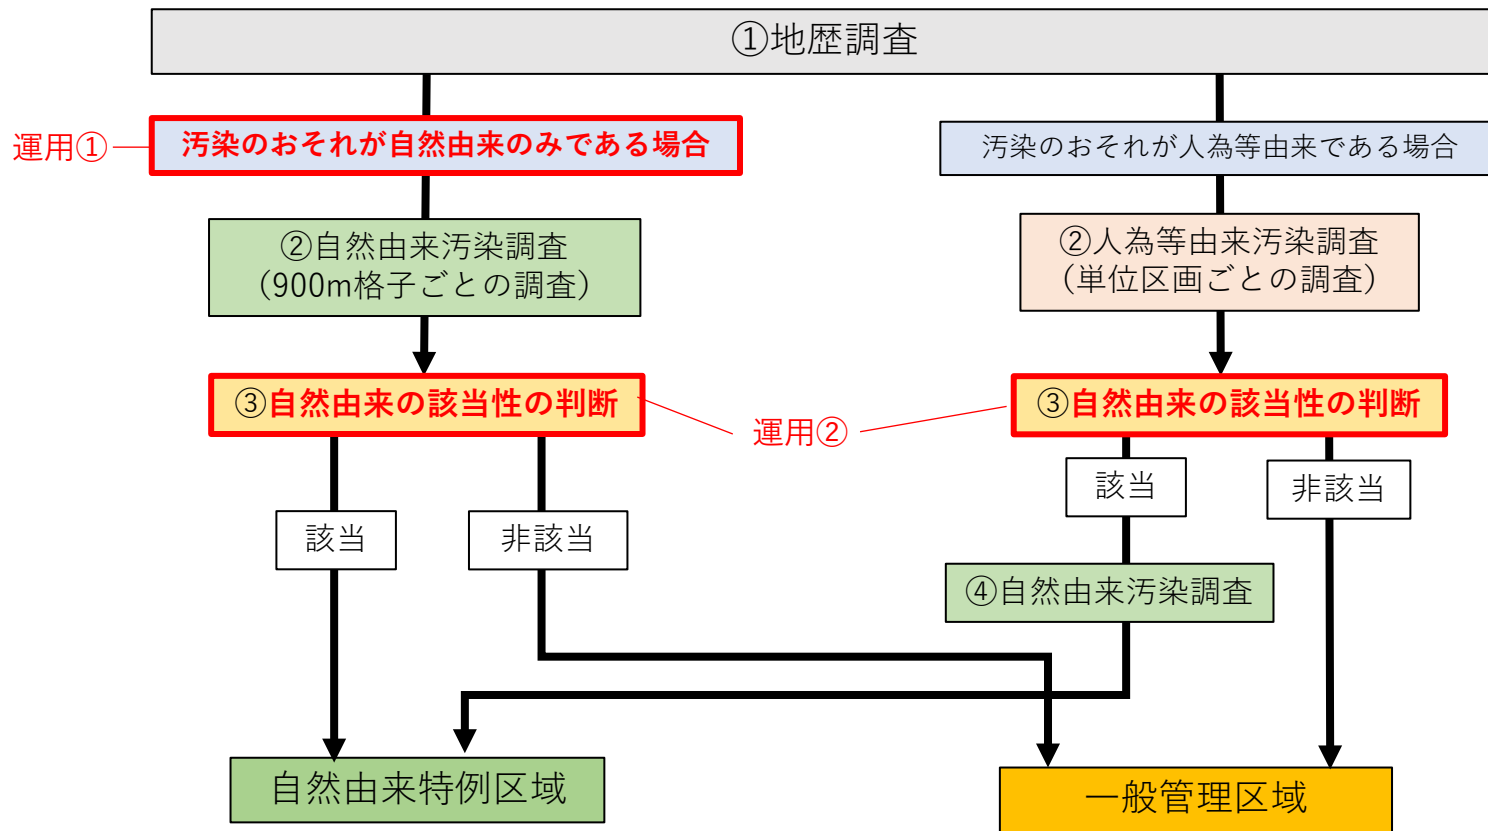 ①地歴調査
運用①
汚染のおそれが自然由来のみである場合
汚染のおそれが人為等由来である場合
②自然由来汚染調査
（900m格子ごとの調査）
②人為等由来汚染調査
（単位区画ごとの調査）
③自然由来の該当性の判断
運用②
③自然由来の該当性の判断
該当
非該当
該当
非該当
④自然由来汚染調査
自然由来特例区域
一般管理区域